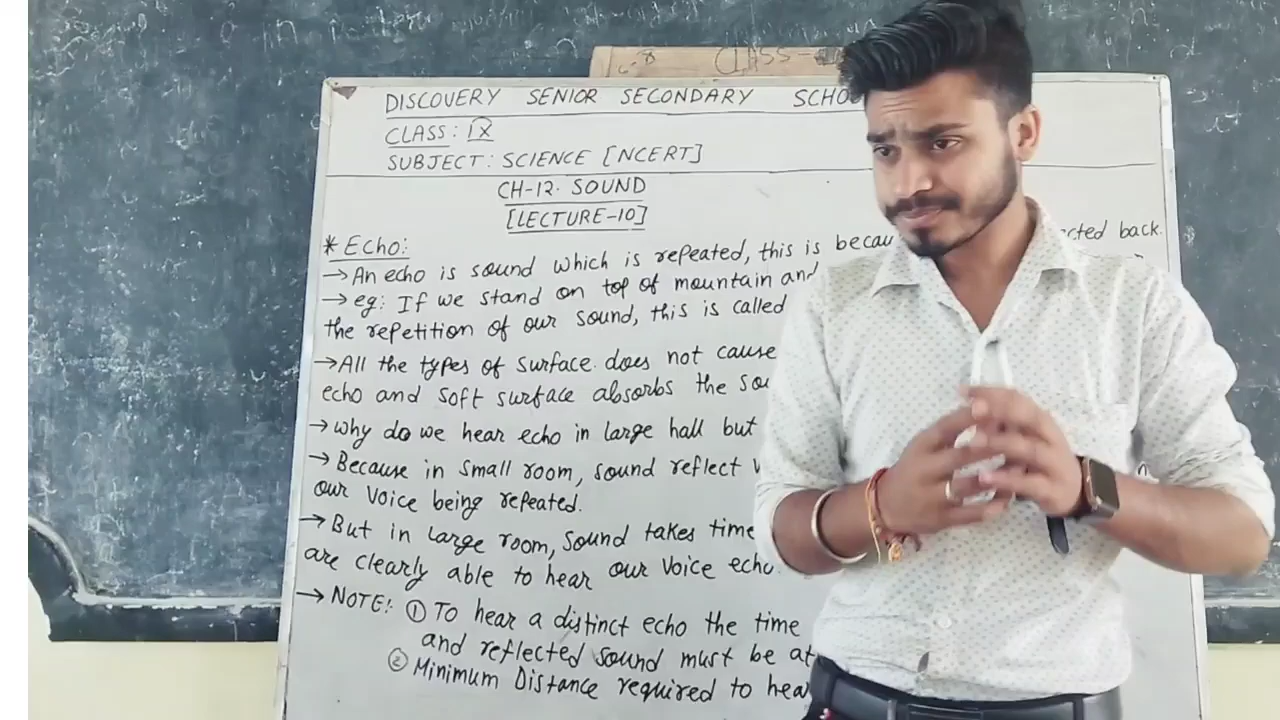 CLASS-
DISCOVERY SENIOR SECONDARY SCHO
CLASS: IX
SUBJECT: SCIENCE [NCERT]
CH-12. SOUND
[LECTURE-10]
* Echo:
→ An echo is sound which is repeated, this is becau cted back.
→ eg: If we stand on top of mountain and
the repetition of our sound, this is called
→ All the types of surface does not cause
echo and soft surface absorbs the sou
→ why do we hear echo in large hall but
→ Because in small room, sound reflect
our voice being repeated.
→ But in large room, sound takes time
are clearly able to hear our voice echo.
→ NOTE:- ① To hear a distinct echo the time
and reflected sound must be at
② Minimum Distance required to hea